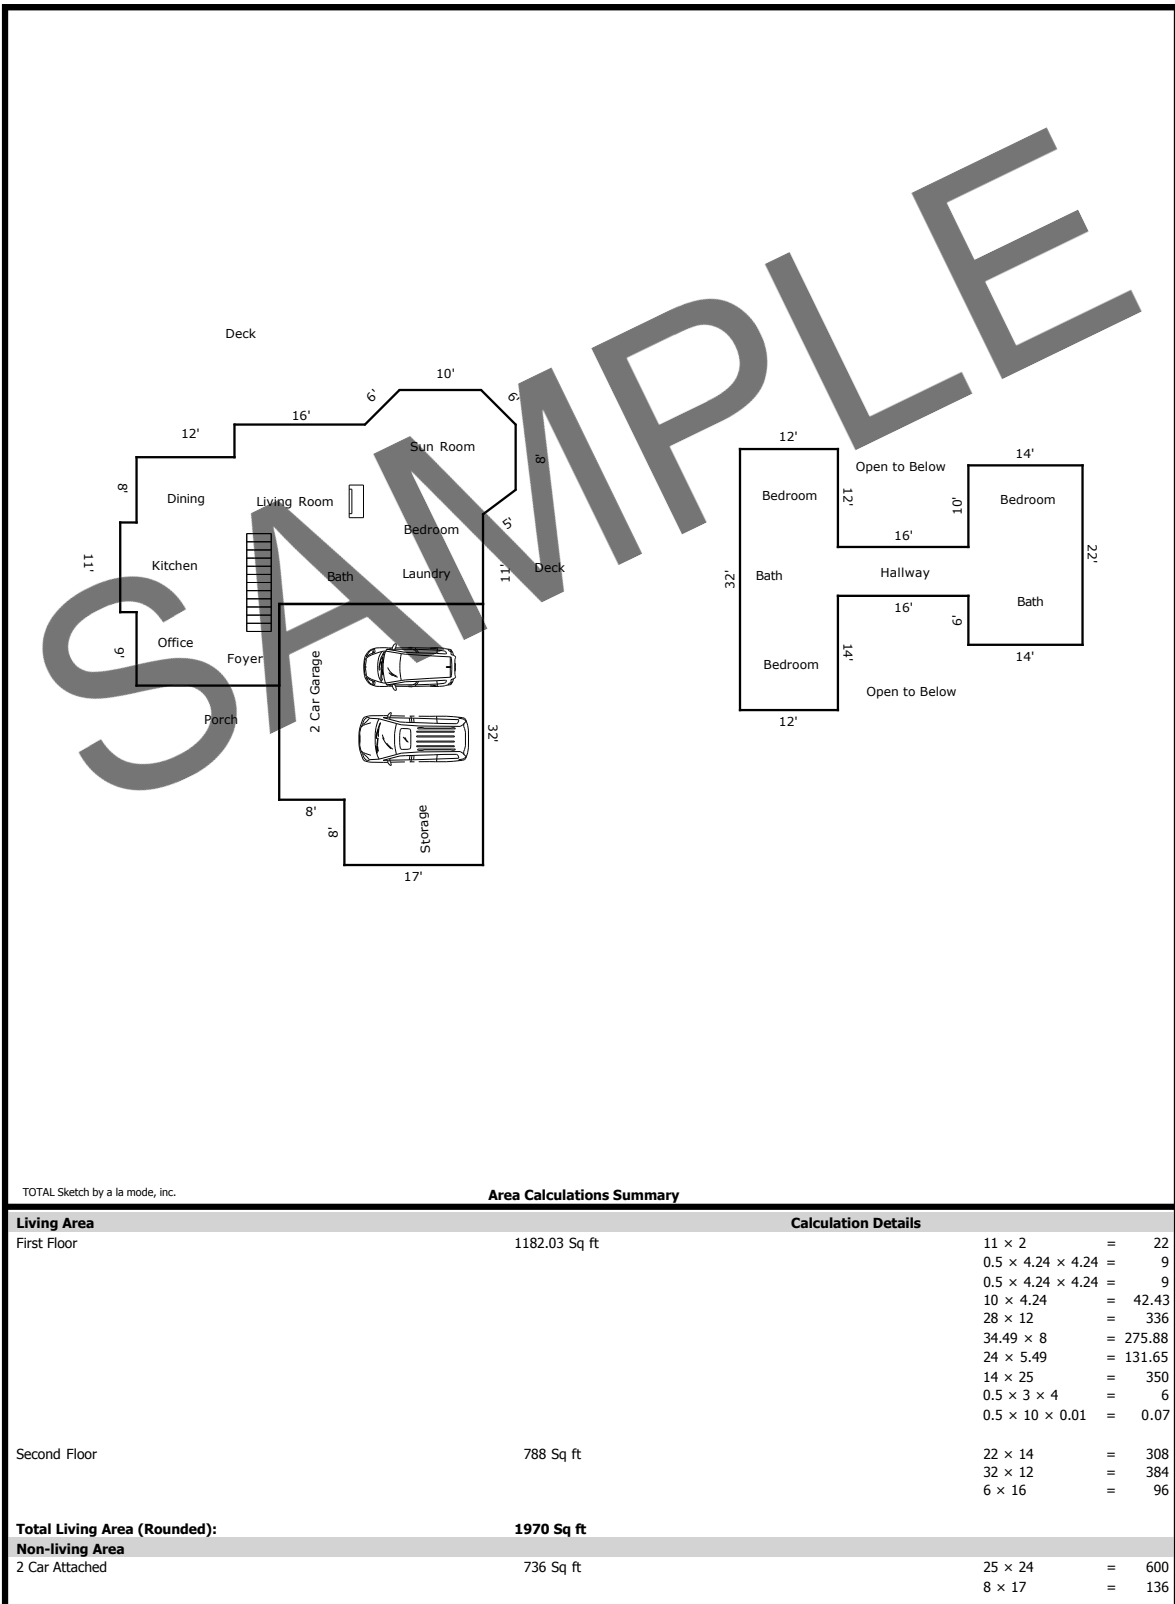 SAMPLE
Deck
10'
6'
6'
16'
12'
Sun Room
8'
8'
Dining
Living Room
Bedroom
5'
11'
Kitchen
Bath
Laundry
11'
Deck
Office
Foyer
9'
2 Car Garage
Porch
32'
8'
8'
Storage
17'
12'
Open to Below
14'
Bedroom
12'
10'
Bedroom
16'
32'
Bath
Hallway
22'
16'
Bath
6'
Bedroom
14'
14'
Open to Below
12'
TOTAL Sketch by a la mode, inc.
Area Calculations Summary
Living Area Calculation Details
First Floor 1182.03 Sq ft 11 × 2 = 22
0.5 × 4.24 × 4.24 = 9
0.5 × 4.24 × 4.24 = 9
10 × 4.24 = 42.43
28 × 12 = 336
34.49 × 8 = 275.88
24 × 5.49 = 131.65
14 × 25 = 350
0.5 × 3 × 4 = 6
0.5 × 10 × 0.01 = 0.07
Second Floor 788 Sq ft 22 × 14 = 308
32 × 12 = 384
6 × 16 = 96
Total Living Area (Rounded): 1970 Sq ft
Non-living Area
2 Car Attached 736 Sq ft 25 × 24 = 600
8 × 17 = 136